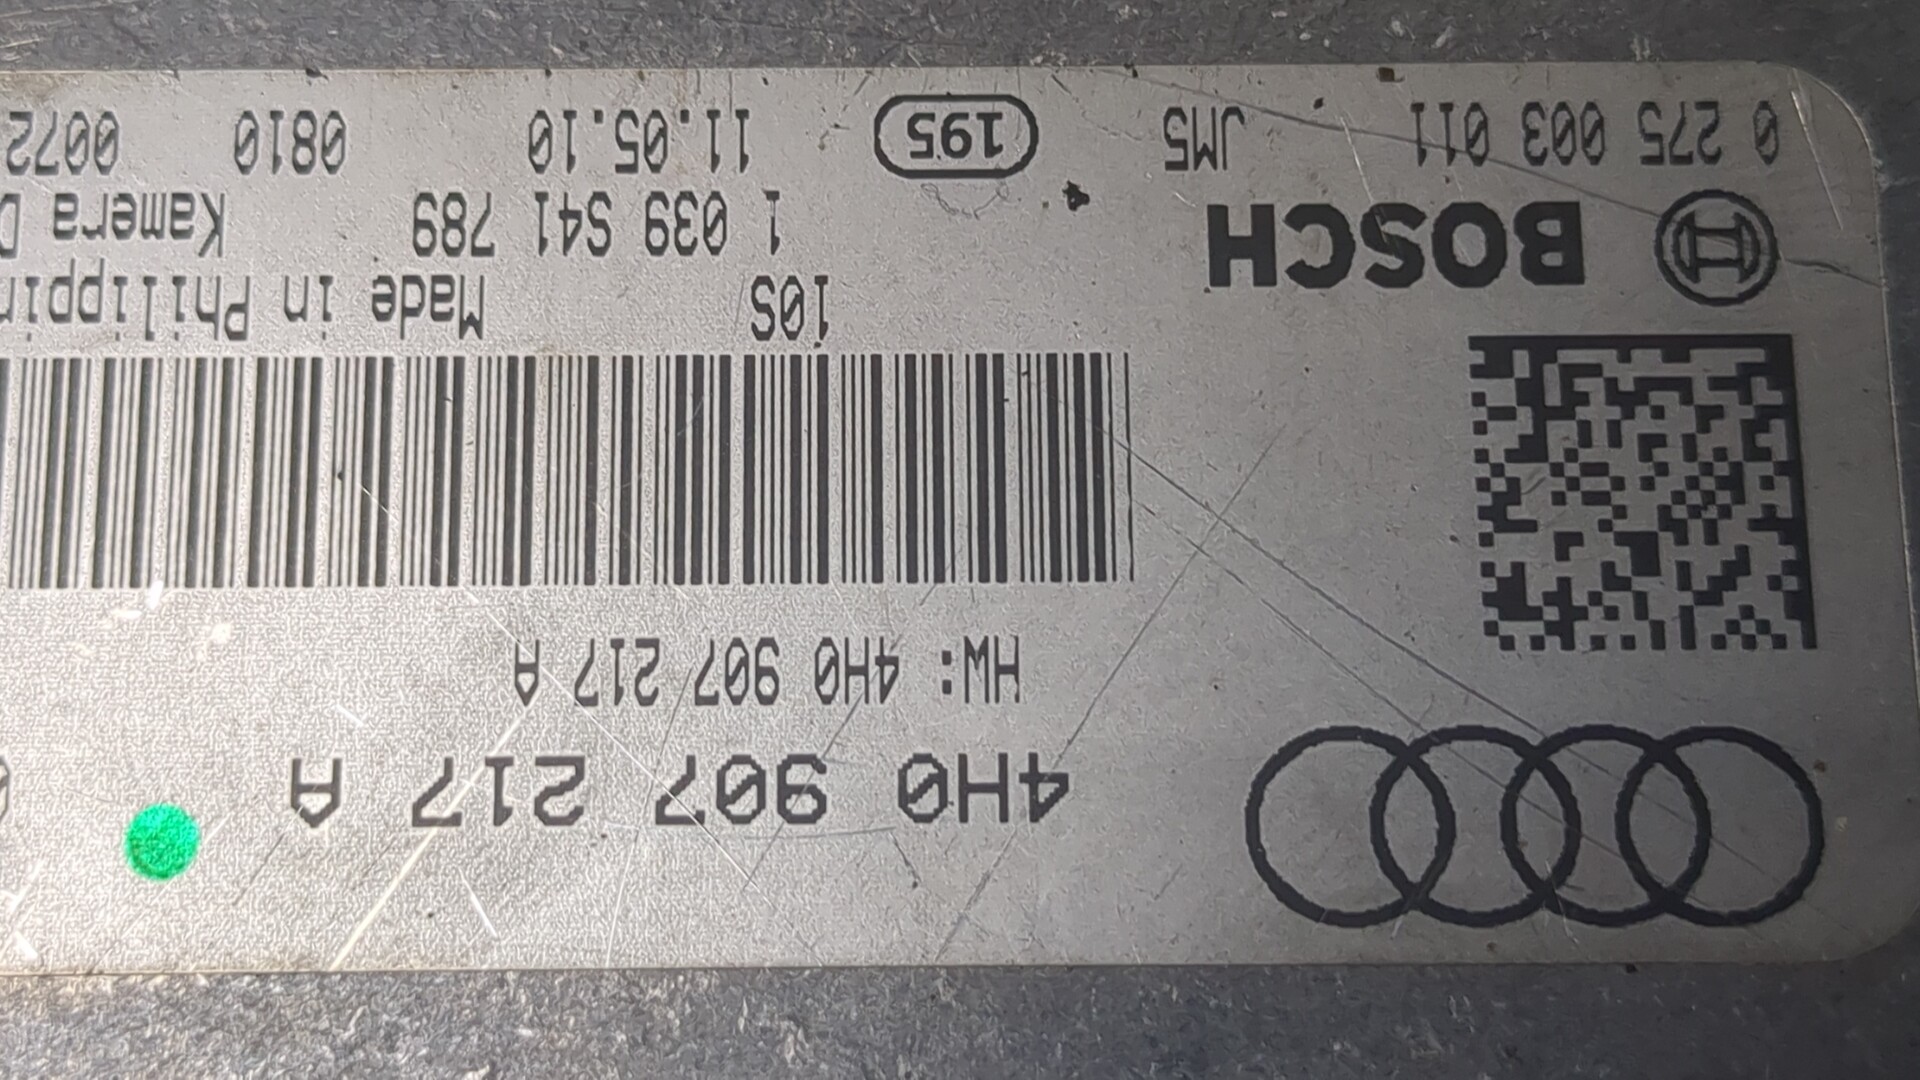 4H0 907 217 A
HW: 4H0 907 217 A
10S Made in Philippin
BOSCH 1 039 S41 789 Kamera D
0 275 003 011 JM5 195 11.05.10 0810 0072